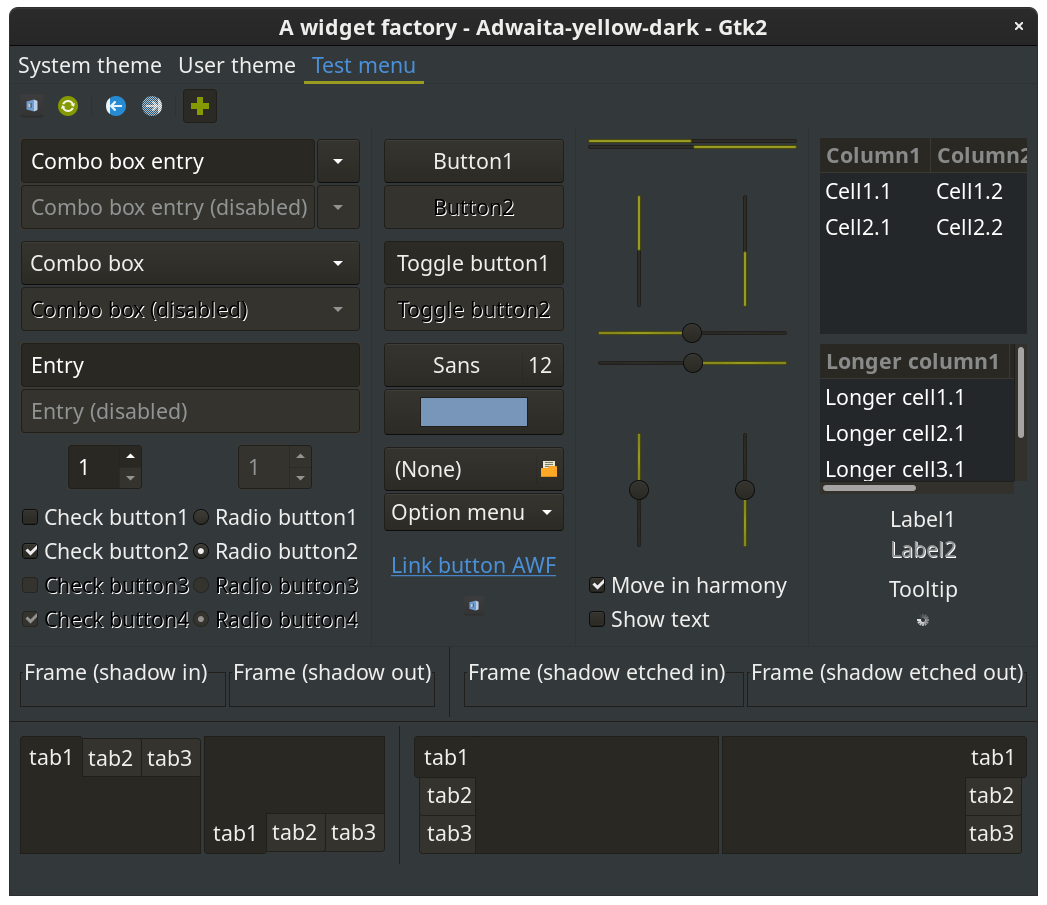 A widget factory - Adwaita-yellow-dark - Gtk2
System theme User theme Test menu
Combo box entry
Combo box entry (disabled)
Combo box
Combo box (disabled)
Entry
Entry (disabled)
1 1
Check button1 Radio button1
Check button2 Radio button2
Check button3 Radio button3
Check button4 Radio button4
Button1
Button2
Toggle button1
Toggle button2
Sans 12
(None)
Option menu
Link button AWF
Move in harmony
Show text
Column1 Column2
Cell1.1 Cell1.2
Cell2.1 Cell2.2
Longer column1
Longer cell1.1
Longer cell2.1
Longer cell3.1
Label1
Label2
Tooltip
Frame (shadow in) Frame (shadow out) Frame (shadow etched in) Frame (shadow etched out)
tab1 tab2 tab3
tab1 tab2 tab3
tab1
tab2
tab3
tab1
tab2
tab3